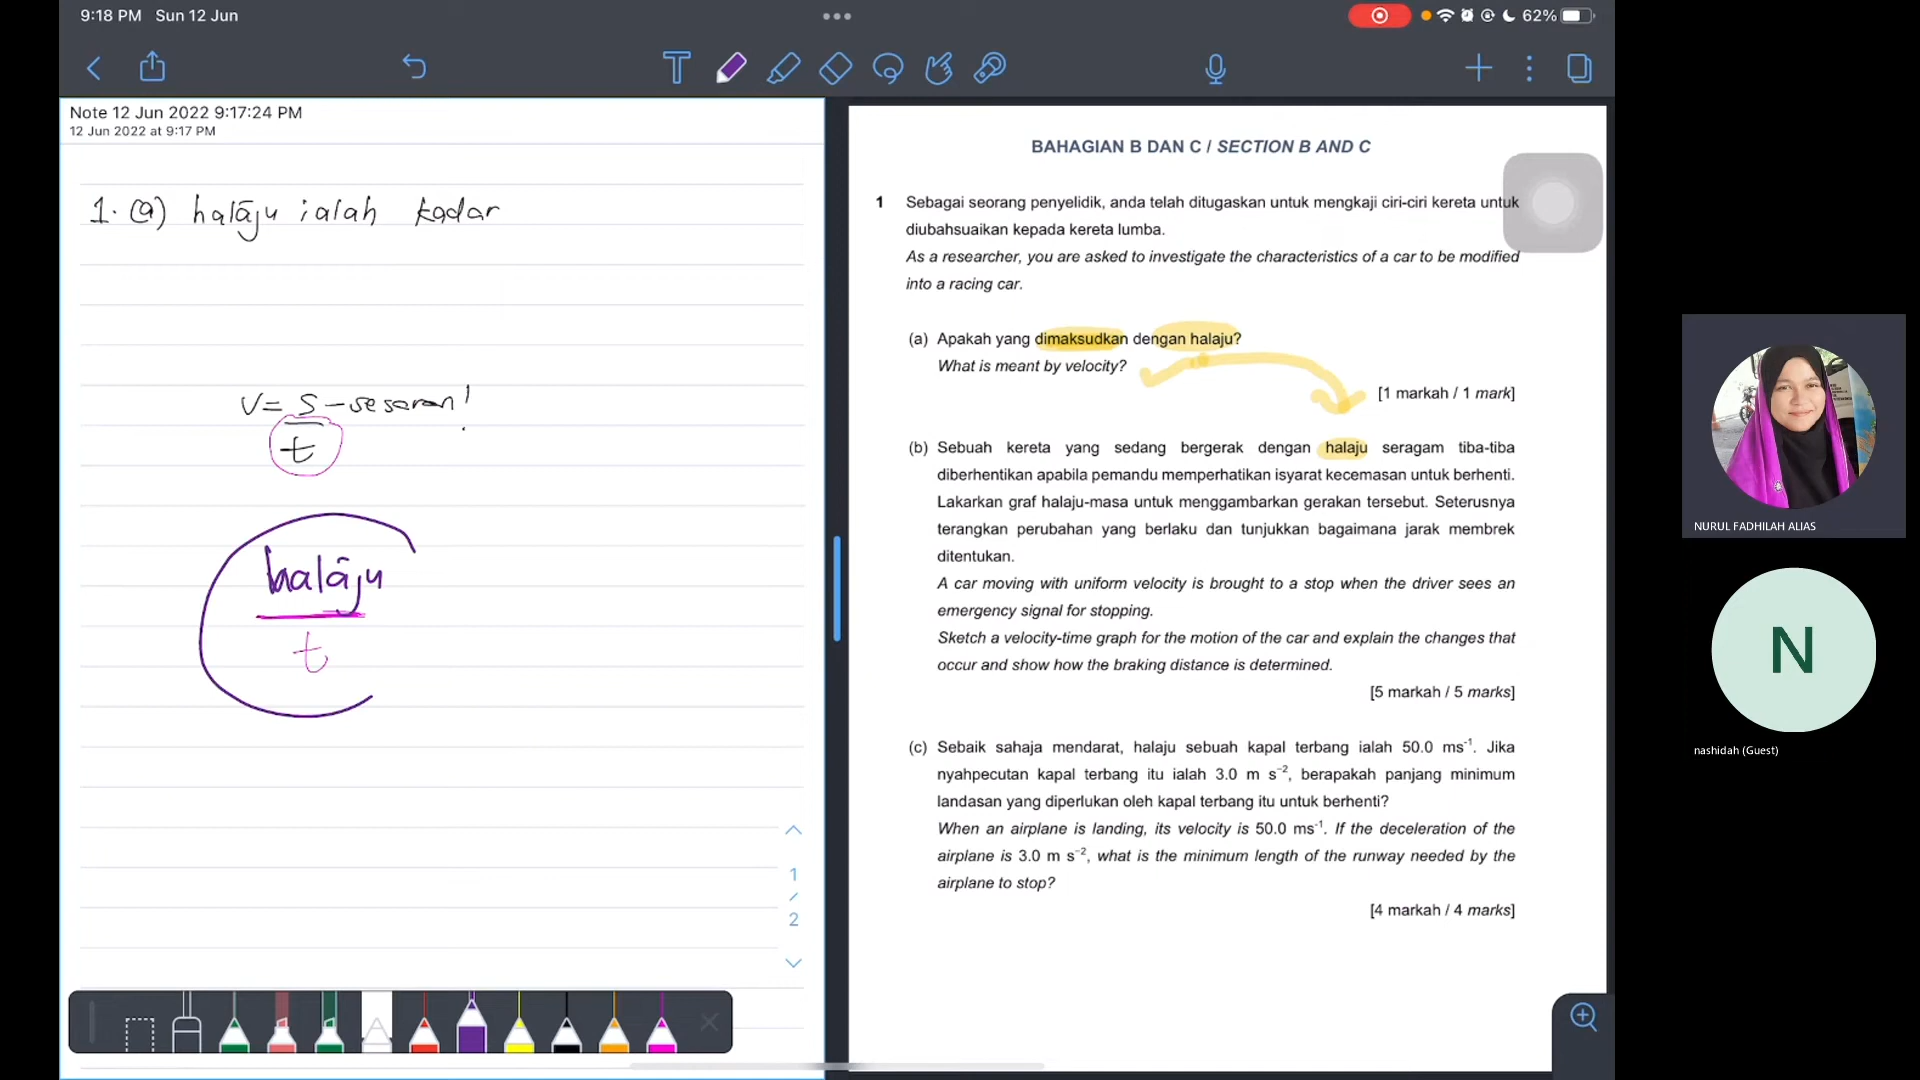 9:18 PM Sun 12 Jun
62%
Note 12 Jun 2022 9:17:24 PM
12 Jun 2022 at 9:17 PM
1. (a) halaju ialah kadar
V = s - sesaran!
t
halaju
t
1
/
2
BAHAGIAN B DAN C / SECTION B AND C
1 Sebagai seorang penyelidik, anda telah ditugaskan untuk mengkaji ciri-ciri kereta untuk
diubahsuaikan kepada kereta lumba.
As a researcher, you are asked to investigate the characteristics of a car to be modified
into a racing car.
(a) Apakah yang dimaksudkan dengan halaju?
What is meant by velocity?
[1 markah / 1 mark]
(b) Sebuah kereta yang sedang bergerak dengan halaju seragam tiba-tiba
diberhentikan apabila pemandu memperhatikan isyarat kecemasan untuk berhenti.
Lakarkan graf halaju-masa untuk menggambarkan gerakan tersebut. Seterusnya
terangkan perubahan yang berlaku dan tunjukkan bagaimana jarak membrek
ditentukan.
A car moving with uniform velocity is brought to a stop when the driver sees an
emergency signal for stopping.
Sketch a velocity-time graph for the motion of the car and explain the changes that
occur and show how the braking distance is determined.
[5 markah / 5 marks]
(c) Sebaik sahaja mendarat, halaju sebuah kapal terbang ialah 50.0 ms⁻¹. Jika
nyahpecutan kapal terbang itu ialah 3.0 m s⁻², berapakah panjang minimum
landasan yang diperlukan oleh kapal terbang itu untuk berhenti?
When an airplane is landing, its velocity is 50.0 ms⁻¹. If the deceleration of the
airplane is 3.0 m s⁻², what is the minimum length of the runway needed by the
airplane to stop?
[4 markah / 4 marks]
NURUL FADHILAH ALIAS
N
nashidah (Guest)